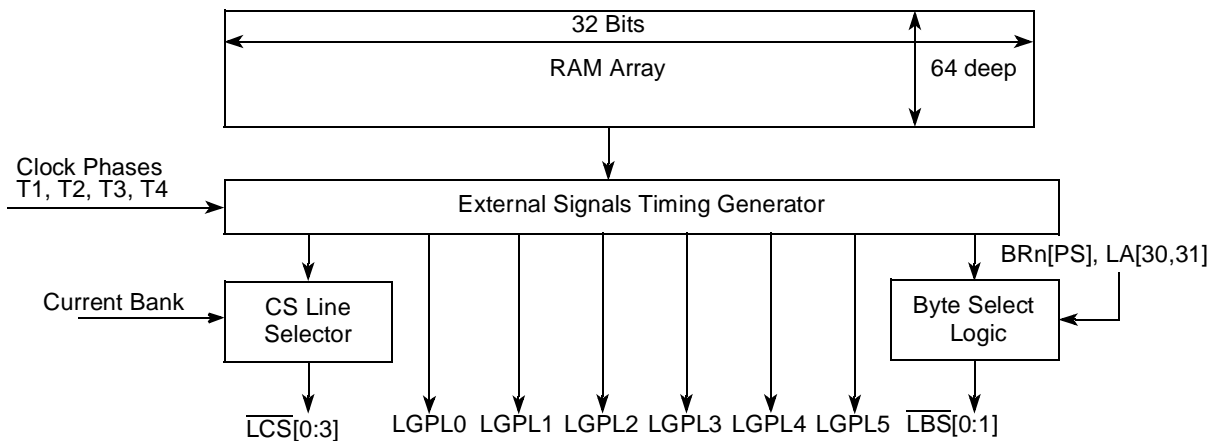 32 Bits
RAM Array
64 deep
Clock Phases
T1, T2, T3, T4
External Signals Timing Generator
BRn[PS], LA[30,31]
Current Bank
CS Line
Selector
Byte Select
Logic
L̅C̅S̅[0:3]
LGPL0
LGPL1
LGPL2
LGPL3
LGPL4
LGPL5
L̅B̅S̅[0:1]